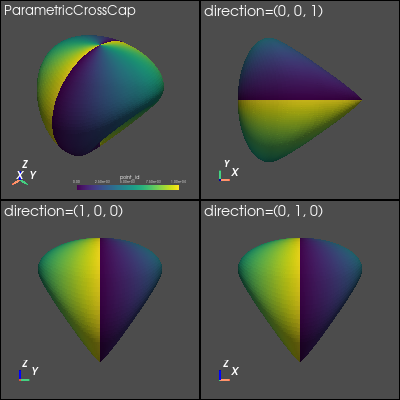 ParametricCrossCap
direction=(0, 0, 1)
Z
X Y
point_id
Y
X
direction=(1, 0, 0)
direction=(0, 1, 0)
Z
Y
Z
X